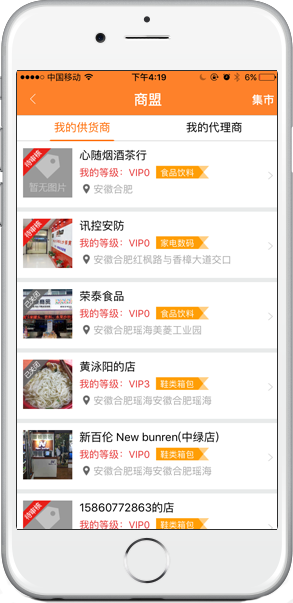 中国移动 下午4:19 6%
商盟 集市
我的供货商 我的代理商
待审核
暂无图片
心随烟酒茶行
我的等级：VIP0 食品饮料
安徽合肥
待审核
讯控安防
我的等级：VIP0 家电数码
安徽合肥红枫路与香樟大道交口
已关闭
荣泰食品
我的等级：VIP0 食品饮料
安徽合肥瑶海美菱工业园
已关闭
黄泳阳的店
我的等级：VIP3 鞋类箱包
安徽合肥瑶海安徽合肥瑶海
新百伦 New bunren(中绿店)
我的等级：VIP0 鞋类箱包
安徽合肥瑶海安徽合肥瑶海
待审核
15860772863的店
我的等级：VIP0 鞋类箱包